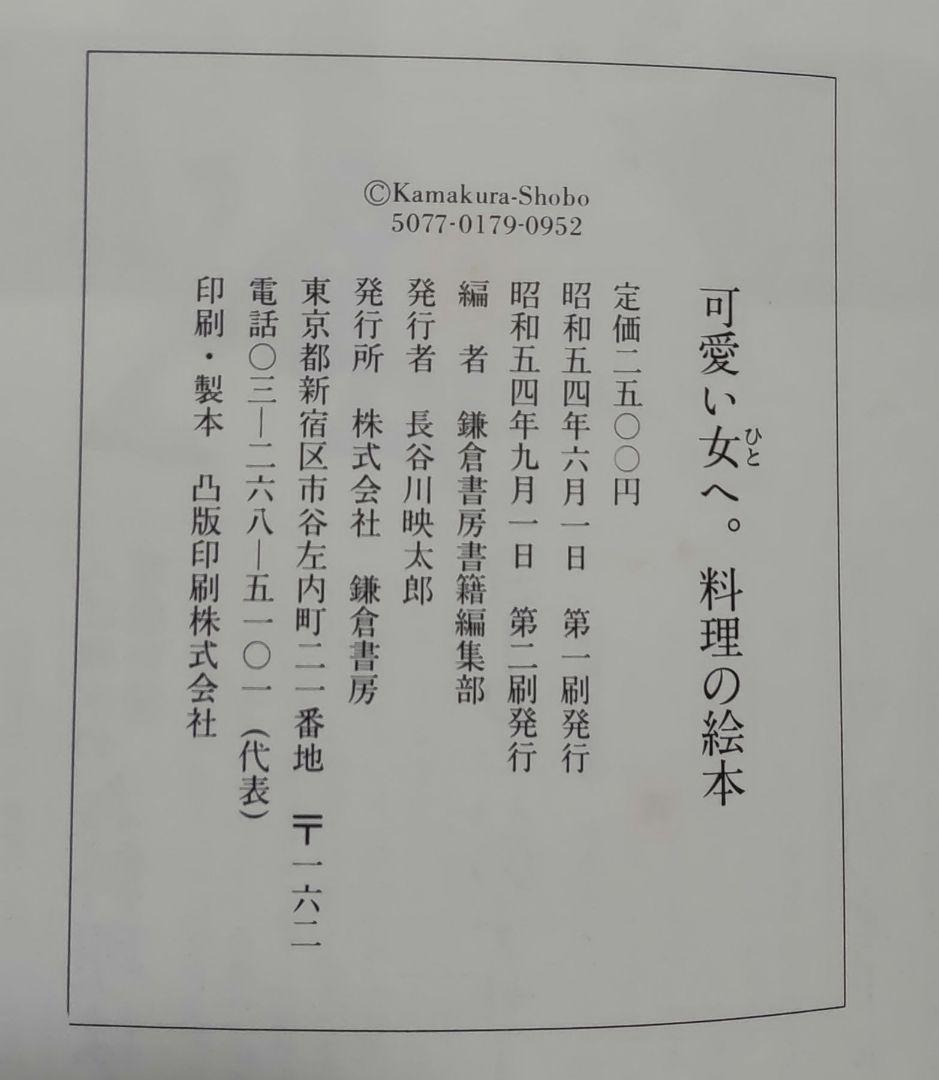 ©Kamakura-Shobo
5077-0179-0952
可愛い女へ。料理の絵本
ひと
定価二五〇〇円
昭和五四年六月一日 第一刷発行
昭和五四年九月一日 第二刷発行
編 者 鎌倉書房書籍編集部
発行者 長谷川映太郎
発行所 株式会社 鎌倉書房
東京都新宿区市谷左内町二一番地 〒一六二
電話〇三―二六八―五一〇一(代表)
印刷・製本 凸版印刷株式会社